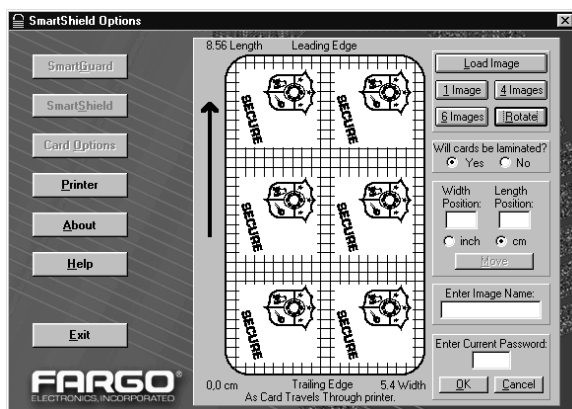 SmartShield Options
SmartGuard
SmartShield
Card Options
Printer
About
Help
Exit
FARGO®
ELECTRONICS, INCORPORATED
8.56 Length Leading Edge
SECURE SECURE
SECURE SECURE
SECURE SECURE
0,0 cm Trailing Edge 5.4 Width
As Card Travels Through printer.
Load Image
1 Image 4 Images
6 Images Rotate
Will cards be laminated?
Yes No
Width Position: Length Position:
inch cm
Move
Enter Image Name:
Enter Current Password:
OK Cancel